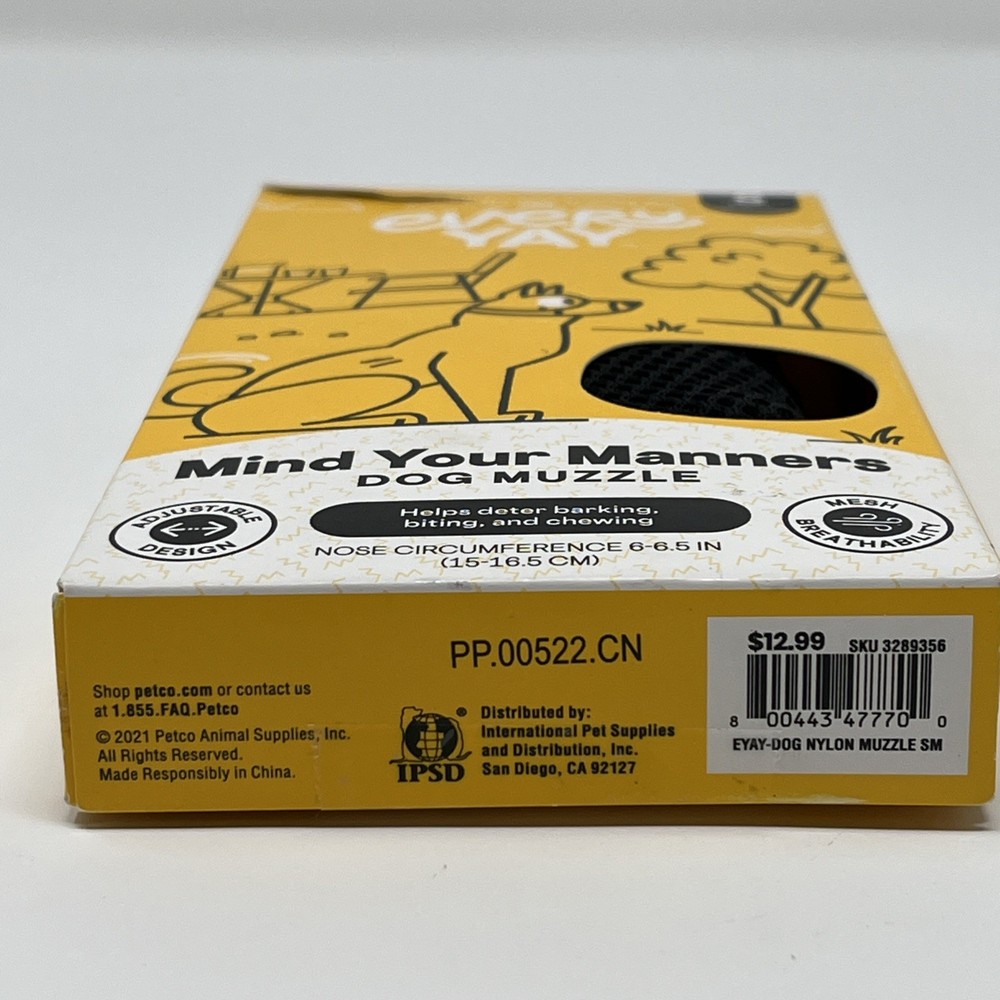 every
YAY
Mind Your Manners
DOG MUZZLE
ADJUSTABLE
DESIGN
Helps deter barking,
biting, and chewing
MESH
BREATHABILITY
NOSE CIRCUMFERENCE 6-6.5 IN
(15-16.5 CM)
PP.00522.CN
Shop petco.com or contact us
at 1.855.FAQ.Petco
© 2021 Petco Animal Supplies, Inc.
All Rights Reserved.
Made Responsibly in China.
®
IPSD
Distributed by:
International Pet Supplies
and Distribution, Inc.
San Diego, CA 92127
$12.99 SKU 3289356
8 00443 47770 0
EYAY-DOG NYLON MUZZLE SM